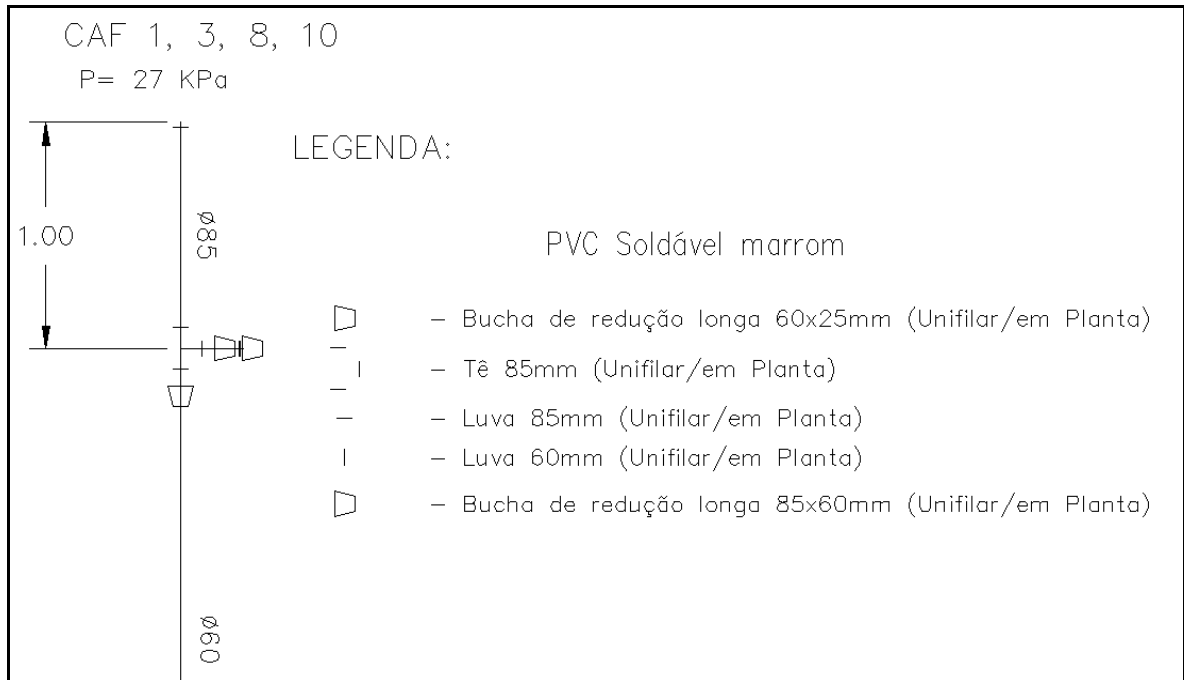 CAF 1, 3, 8, 10
P= 27 KPa
LEGENDA:
1.00
ø85
PVC Soldável marrom
– Bucha de redução longa 60x25mm (Unifilar/em Planta)
– Tê 85mm (Unifilar/em Planta)
– Luva 85mm (Unifilar/em Planta)
– Luva 60mm (Unifilar/em Planta)
– Bucha de redução longa 85x60mm (Unifilar/em Planta)
ø60